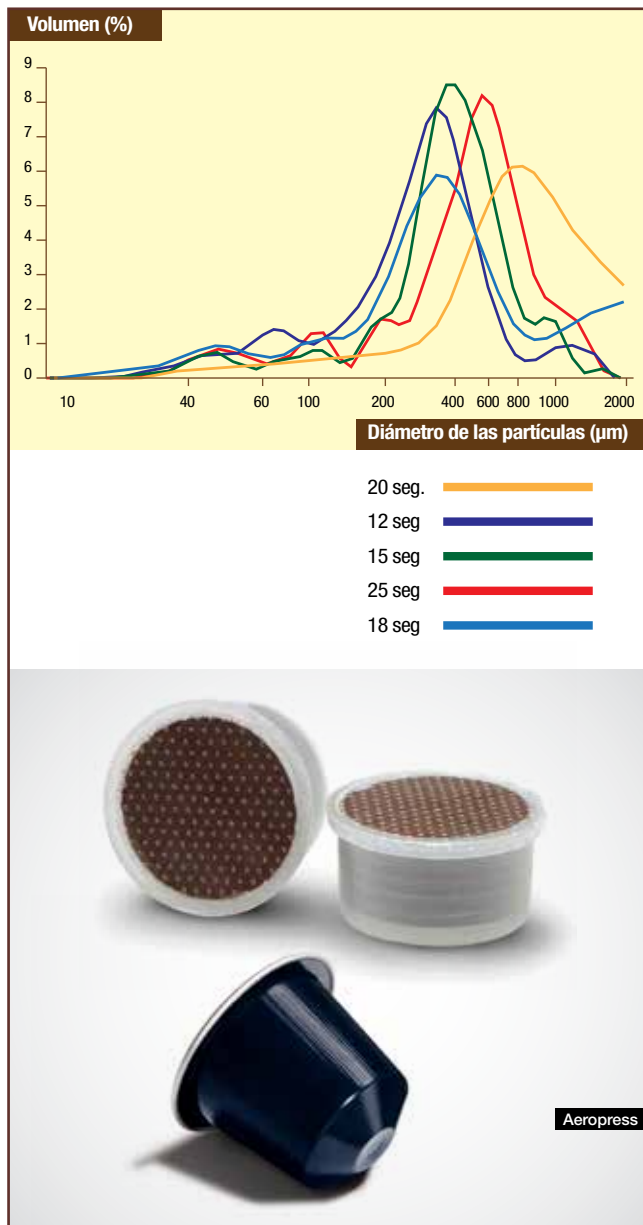 Volumen (%)
9
8
7
6
5
4
3
2
1
0
10 40 60 100 200 400 600 800 1000 2000
Diámetro de las partículas (µm)
20 seg.
12 seg
15 seg
25 seg
18 seg
Aeropress